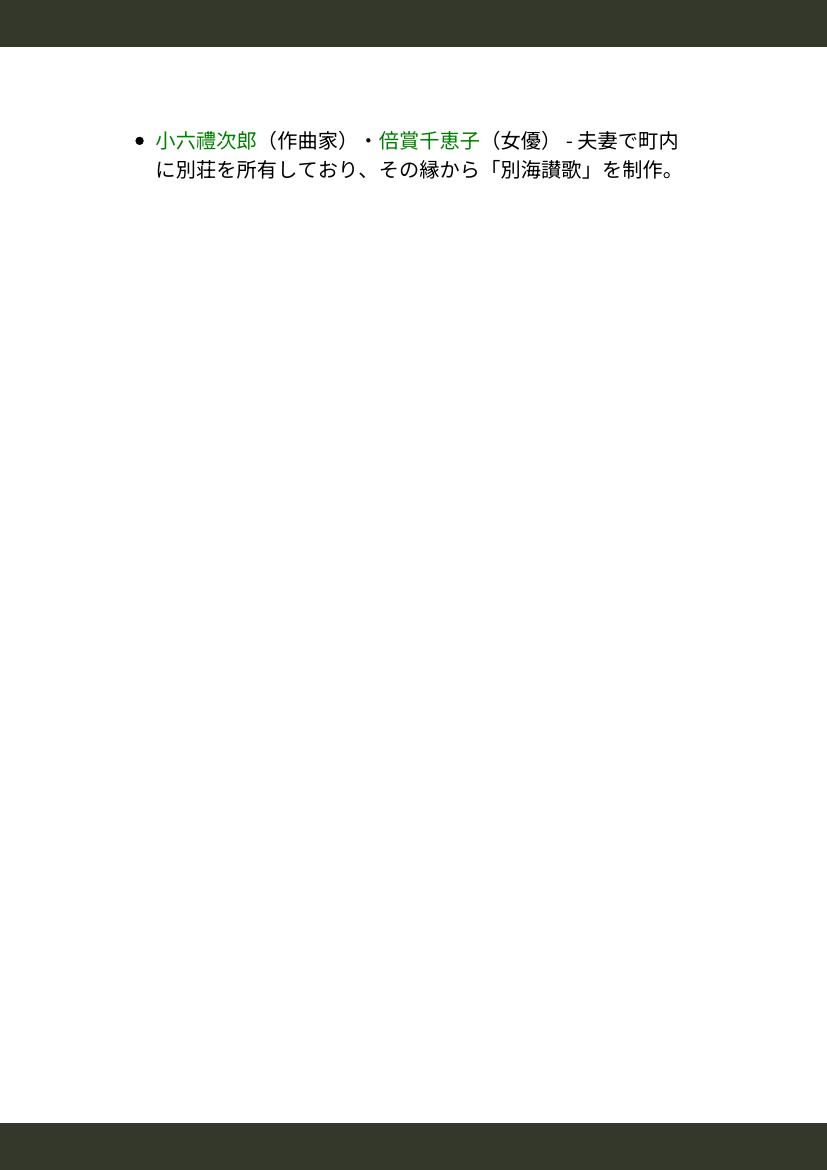 • 小六禮次郎（作曲家）・倍賞千恵子（女優） - 夫妻で町内
に別荘を所有しており、その縁から「別海讃歌」を制作。